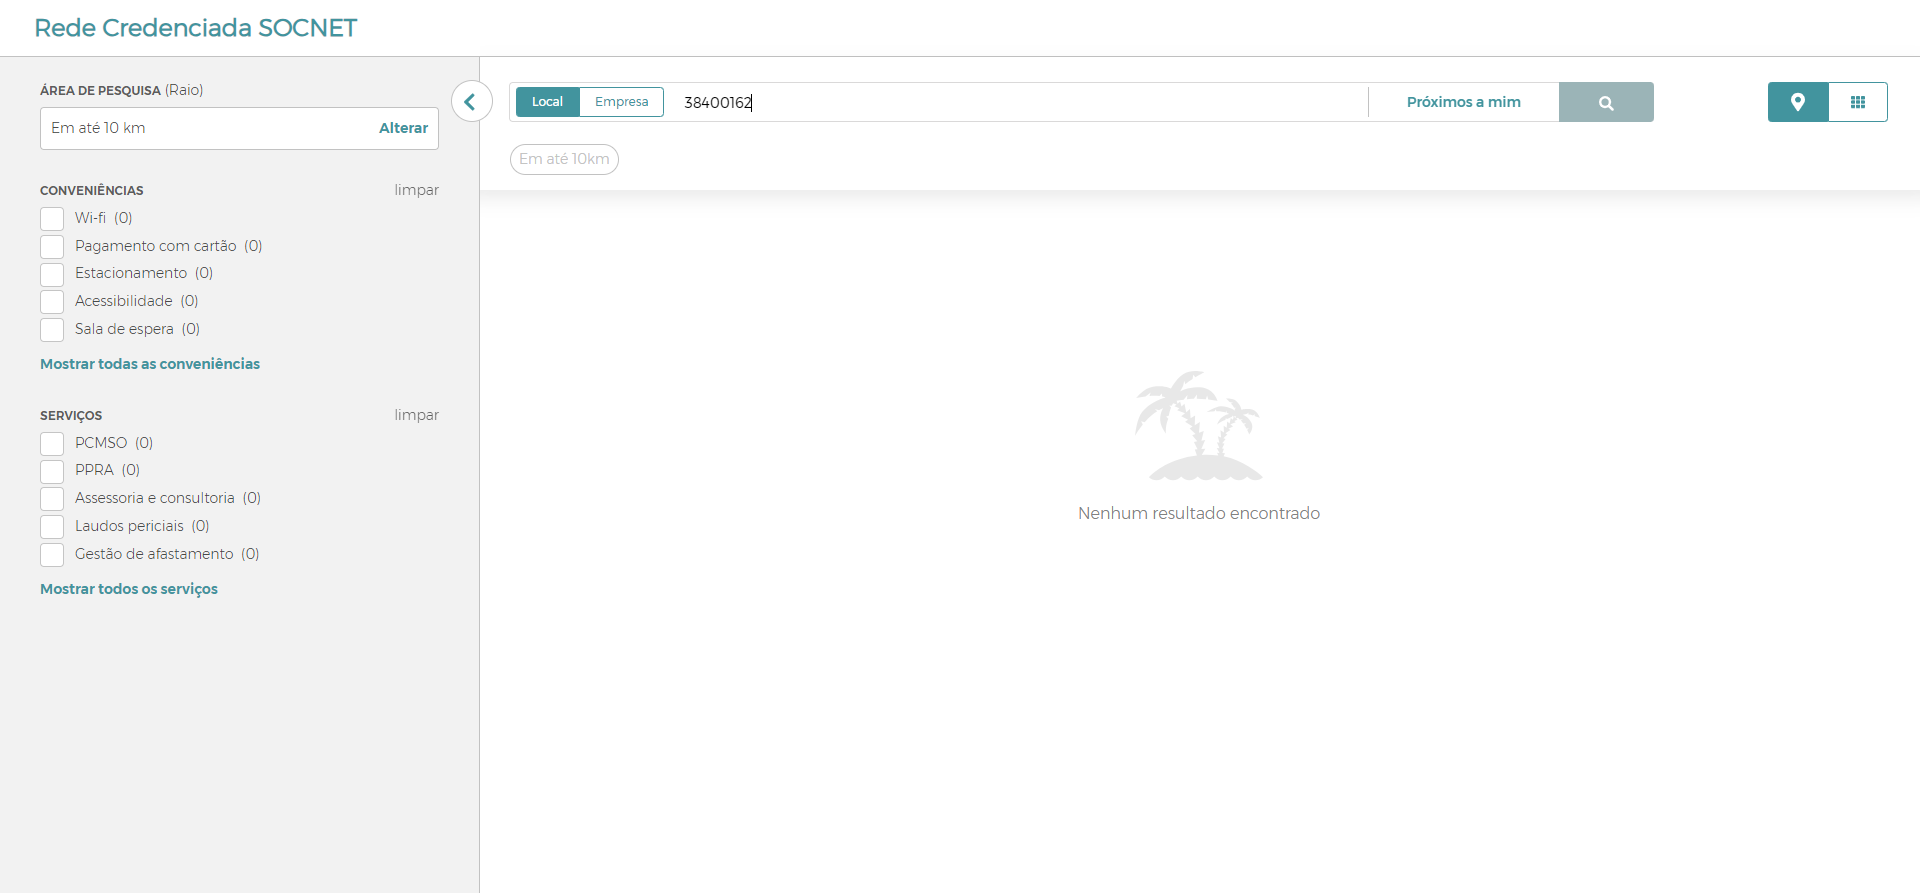 Rede Credenciada SOCNET
ÁREA DE PESQUISA (Raio)
Em até 10 km Alterar
CONVENIÊNCIAS limpar
Wi-fi (0)
Pagamento com cartão (0)
Estacionamento (0)
Acessibilidade (0)
Sala de espera (0)
Mostrar todas as conveniências
SERVIÇOS limpar
PCMSO (0)
PPRA (0)
Assessoria e consultoria (0)
Laudos periciais (0)
Gestão de afastamento (0)
Mostrar todos os serviços
Local Empresa 38400162 Próximos a mim
Em até 10km
Nenhum resultado encontrado